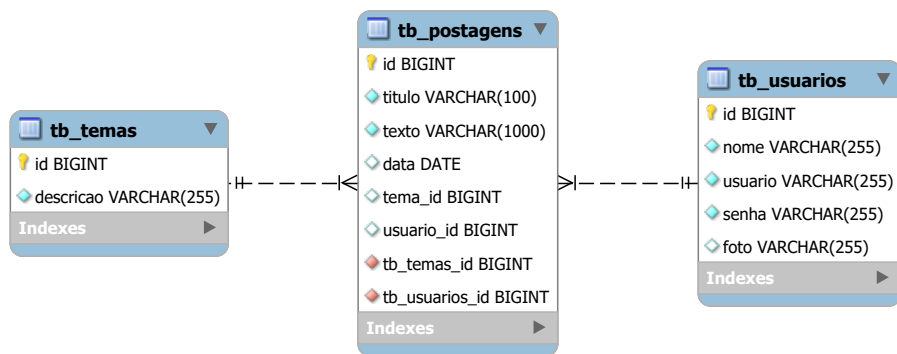 tb_temas
id BIGINT
descricao VARCHAR(255)
Indexes
tb_postagens
id BIGINT
titulo VARCHAR(100)
texto VARCHAR(1000)
data DATE
tema_id BIGINT
usuario_id BIGINT
tb_temas_id BIGINT
tb_usuarios_id BIGINT
Indexes
tb_usuarios
id BIGINT
nome VARCHAR(255)
usuario VARCHAR(255)
senha VARCHAR(255)
foto VARCHAR(255)
Indexes